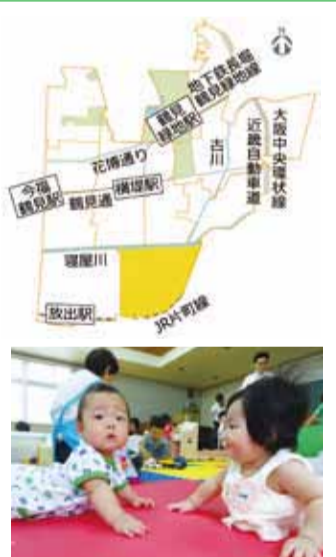 地下鉄長堀
鶴見緑地線
鶴見
緑地駅
花博通り
古川
近畿自動車道
大阪中央環状線
今福
鶴見駅
鶴見通
横堤駅
寝屋川
放出駅
JR片町線